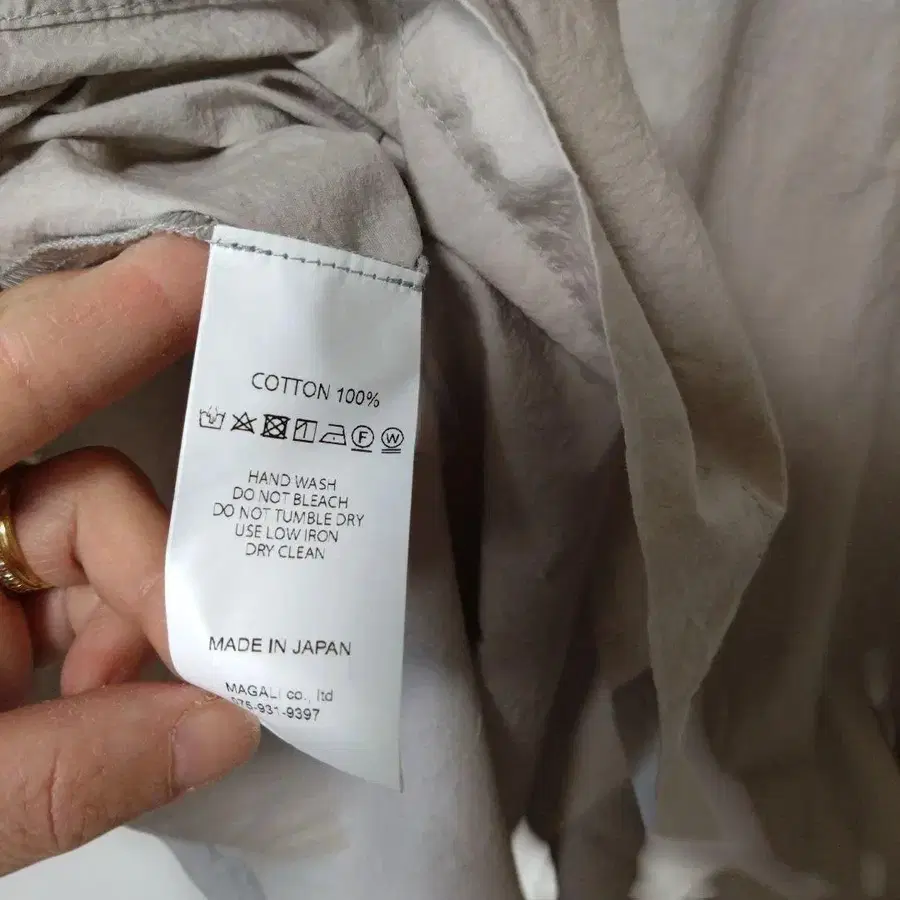 COTTON 100%
F W
HAND WASH
DO NOT BLEACH
DO NOT TUMBLE DRY
USE LOW IRON
DRY CLEAN
MADE IN JAPAN
MAGALI co., ltd
075-931-9397